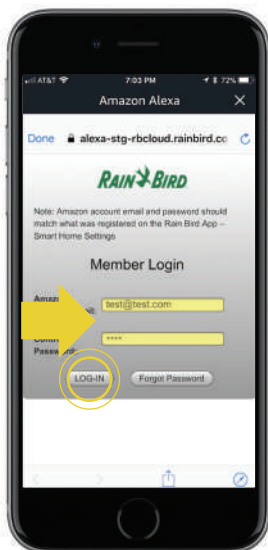 AT&T 7:03 PM 72%
Amazon Alexa
Done alexa-stg-rbcloud.rainbird.cc
RAIN BIRD
Note: Amazon account email and password should
match what was registered on the Rain Bird App –
Smart Home Settings
Member Login
test@test.com
****
Password:
LOG-IN Forgot Password